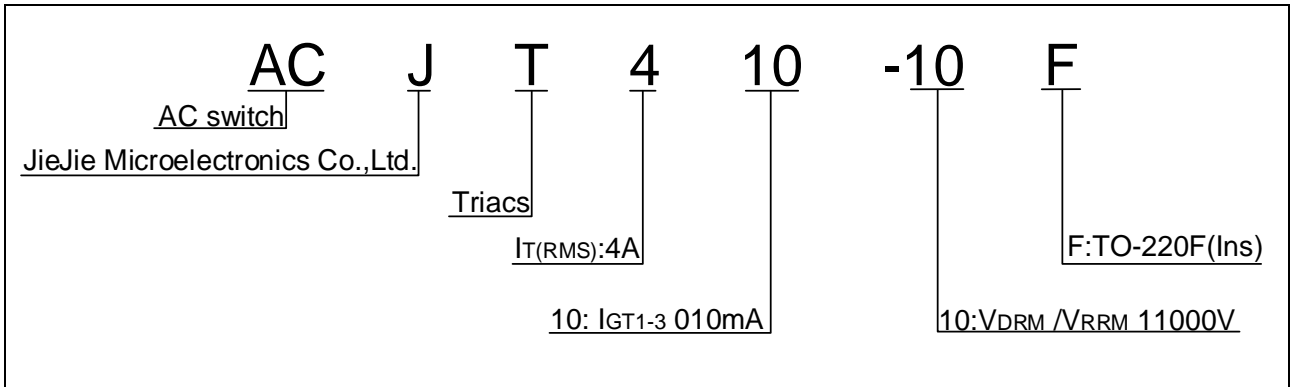 AC J T 4 10 -10 F
AC switch
JieJie Microelectronics Co.,Ltd.
Triacs
IT(RMS):4A
F:TO-220F(Ins)
10: IGT1-3 010mA
10:VDRM /VRRM 11000V